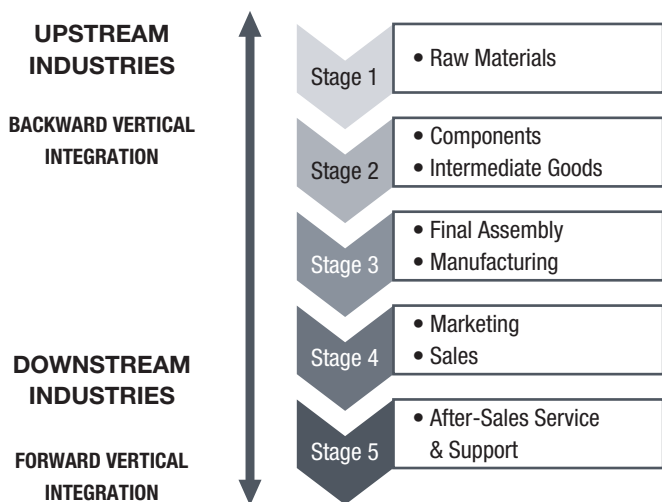 UPSTREAM
INDUSTRIES
BACKWARD VERTICAL
INTEGRATION
DOWNSTREAM
INDUSTRIES
FORWARD VERTICAL
INTEGRATION
Stage 1
• Raw Materials
Stage 2
• Components
• Intermediate Goods
Stage 3
• Final Assembly
• Manufacturing
Stage 4
• Marketing
• Sales
Stage 5
• After-Sales Service
& Support